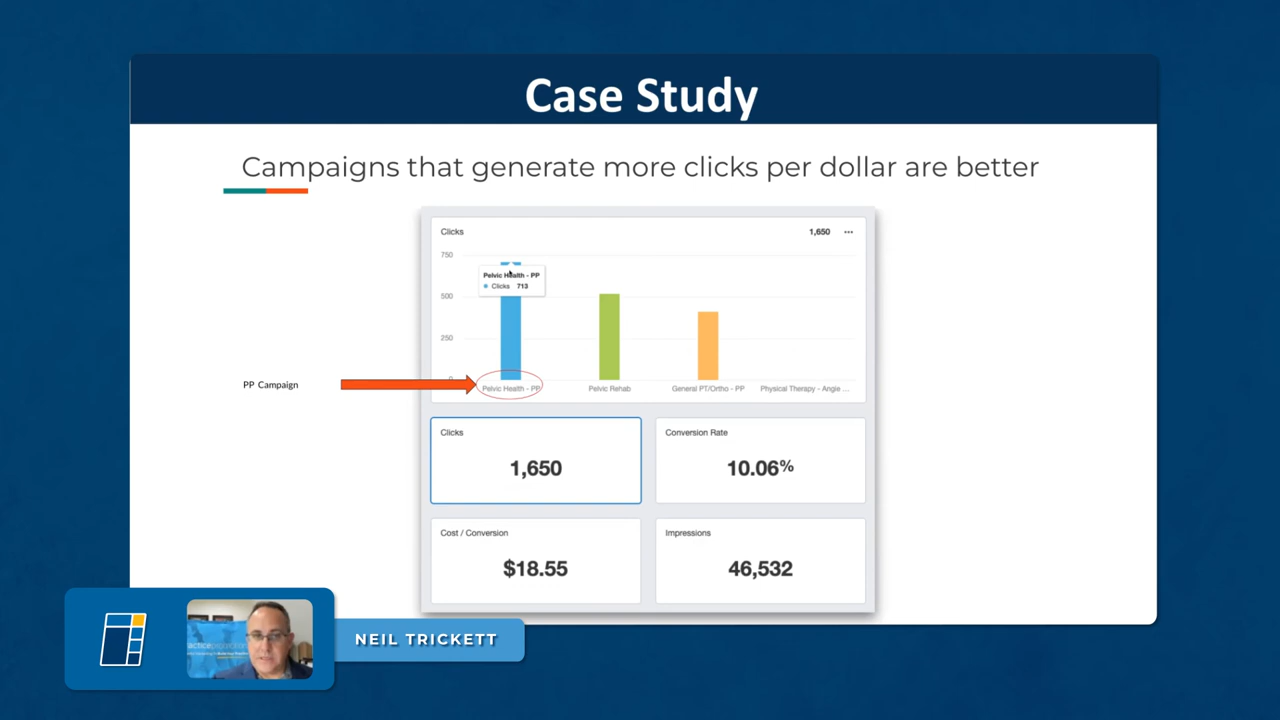 Case Study
Campaigns that generate more clicks per dollar are better
Clicks
1,650
750
Pelvic Health - PP
Clicks 713
500
250
0
PP Campaign
Pelvic Health - PP
Pelvic Rehab
General PT/Ortho - PP
Physical Therapy - Angie ...
Clicks
1,650
Conversion Rate
10.06%
Cost / Conversion
$18.55
Impressions
46,532
NEIL TRICKETT